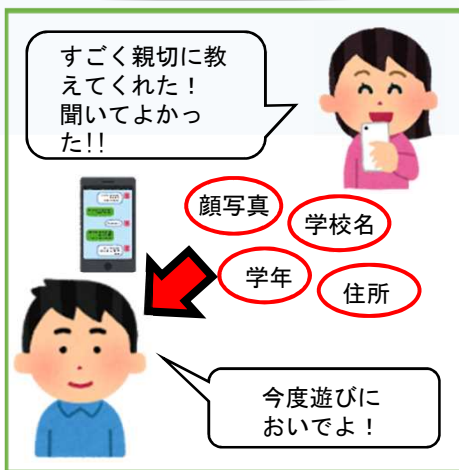 すごく親切に教
えてくれた！
聞いてよかっ
た!!
顔写真
学校名
学年
住所
今度遊びに
おいでよ！